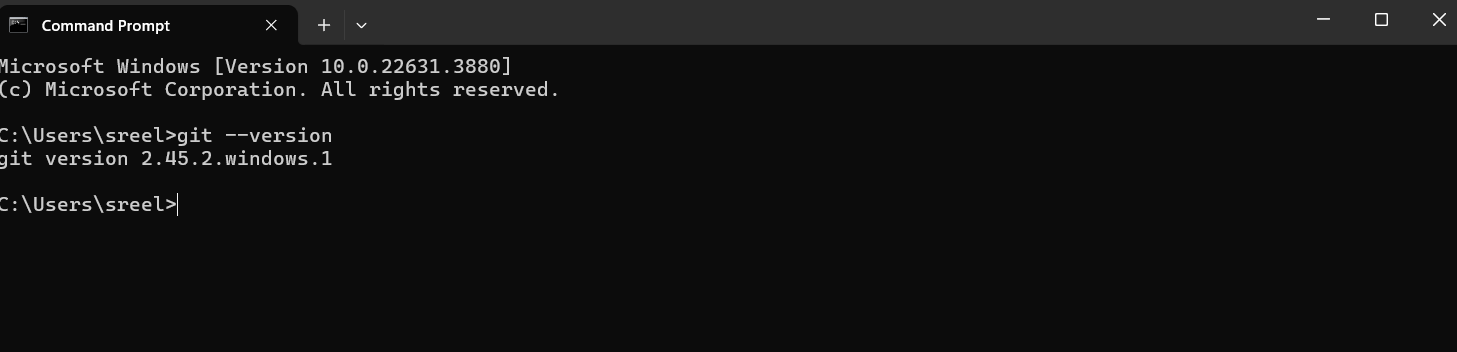 Command Prompt
Microsoft Windows [Version 10.0.22631.3880]
(c) Microsoft Corporation. All rights reserved.
C:\Users\sreel>git --version
git version 2.45.2.windows.1
C:\Users\sreel>